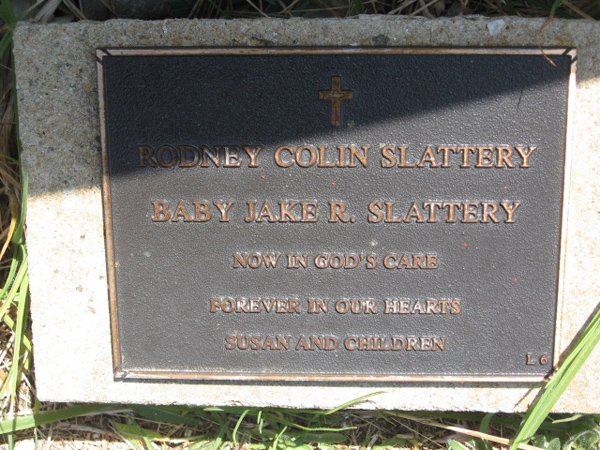 RODNEY COLIN SLATTERY
BABY JAKE R. SLATTERY
NOW IN GOD'S CARE
FOREVER IN OUR HEARTS
SUSAN AND CHILDREN
L 6